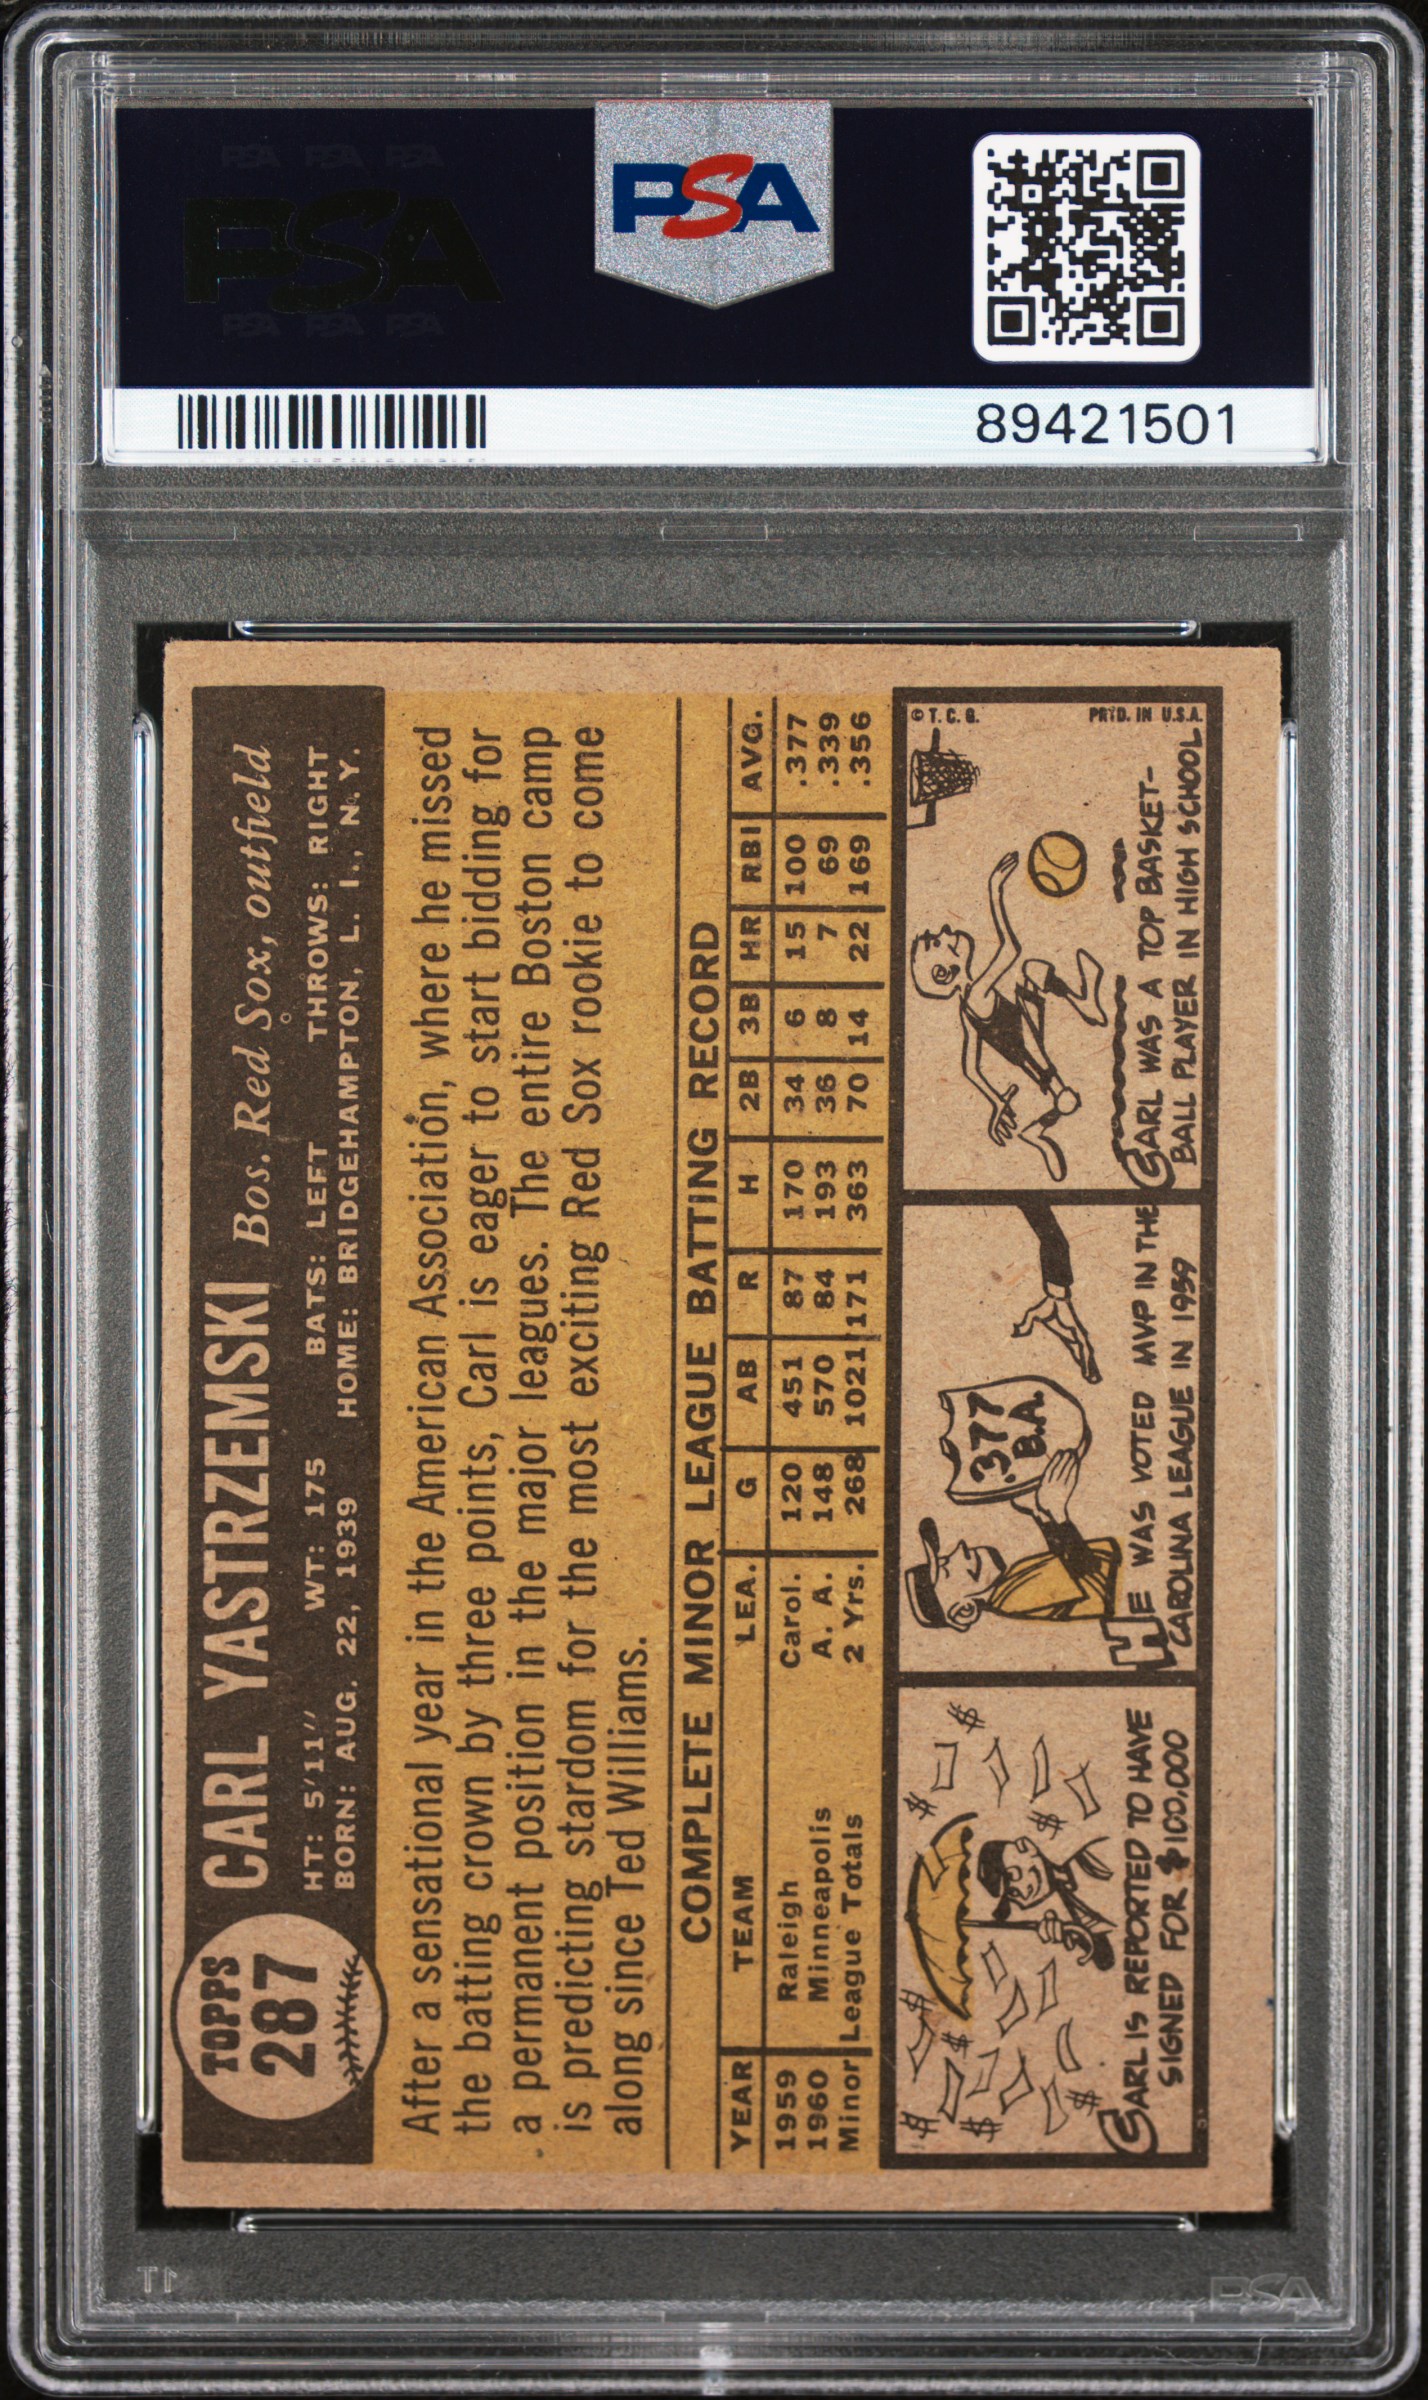 PSA PSA PSA
PSA
PSA PSA PSA
PSA
89421501
TOPPS
287
CARL YASTRZEMSKI Bos. Red Sox, outfield
HT: 5'11" WT: 175 BATS: LEFT THROWS: RIGHT
BORN: AUG. 22, 1939 HOME: BRIDGEHAMPTON, L. I., N. Y.
After a sensational year in the American Association, where he missed
the batting crown by three points, Carl is eager to start bidding for
a permanent position in the major leagues. The entire Boston camp
is predicting stardom for the most exciting Red Sox rookie to come
along since Ted Williams.
COMPLETE MINOR LEAGUE BATTING RECORD
YEAR TEAM LEA. G AB R H 2B 3B HR RBI AVG.
1959 Raleigh Carol. 120 451 87 170 34 6 15 100 .377
1960 Minneapolis A. A. 148 570 84 193 36 8 7 69 .339
Minor League Totals 2 Yrs. 268 1021 171 363 70 14 22 169 .356
$ $ $ $ $ $ $ $
CARL IS REPORTED TO HAVE
SIGNED FOR $100,000
.377
B.A.
HE WAS VOTED MVP IN THE
CAROLINA LEAGUE IN 1959
© T. C. G.
PRTD. IN U.S.A.
CARL WAS A TOP BASKET-
BALL PLAYER IN HIGH SCHOOL
PSA